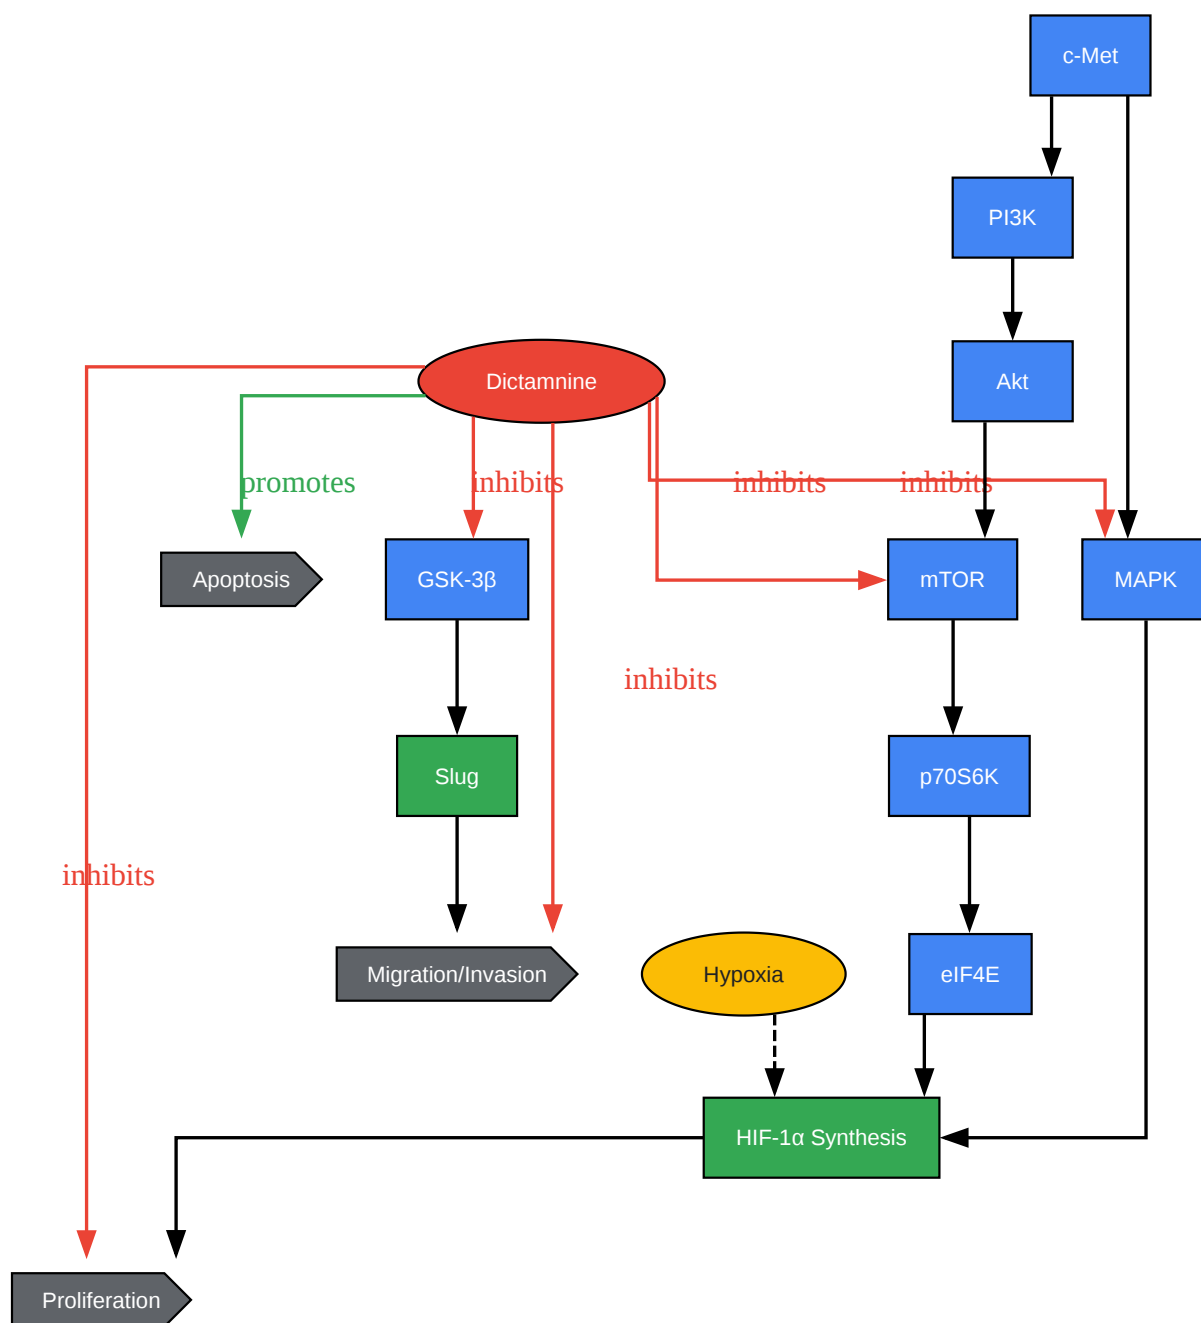 c-Met
PI3K
Dictamnine
Akt
promotes
inhibits
inhibits
inhibits
Apoptosis
GSK-3β
mTOR
MAPK
inhibits
Slug
p70S6K
inhibits
Migration/Invasion
Hypoxia
eIF4E
HIF-1α Synthesis
Proliferation